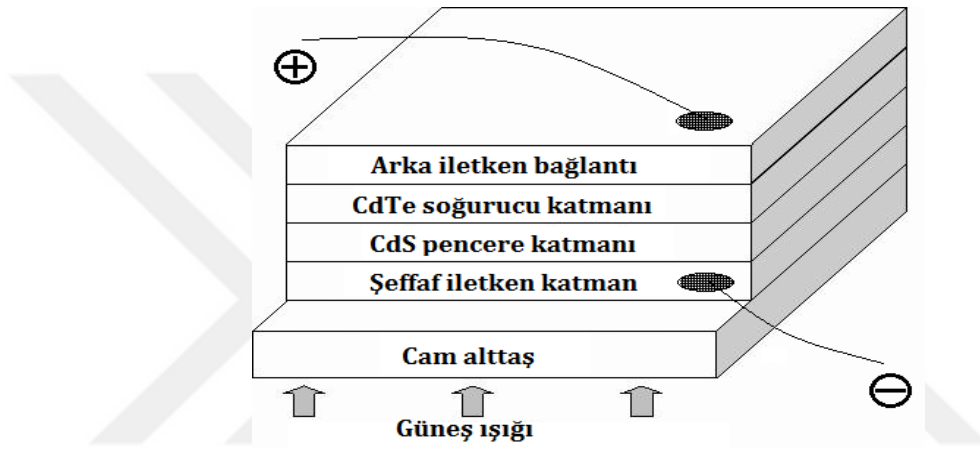 +
Arka iletken bağlantı
CdTe soğurucu katmanı
CdS pencere katmanı
Şeffaf iletken katman
Cam alttaş
−
Güneş ışığı